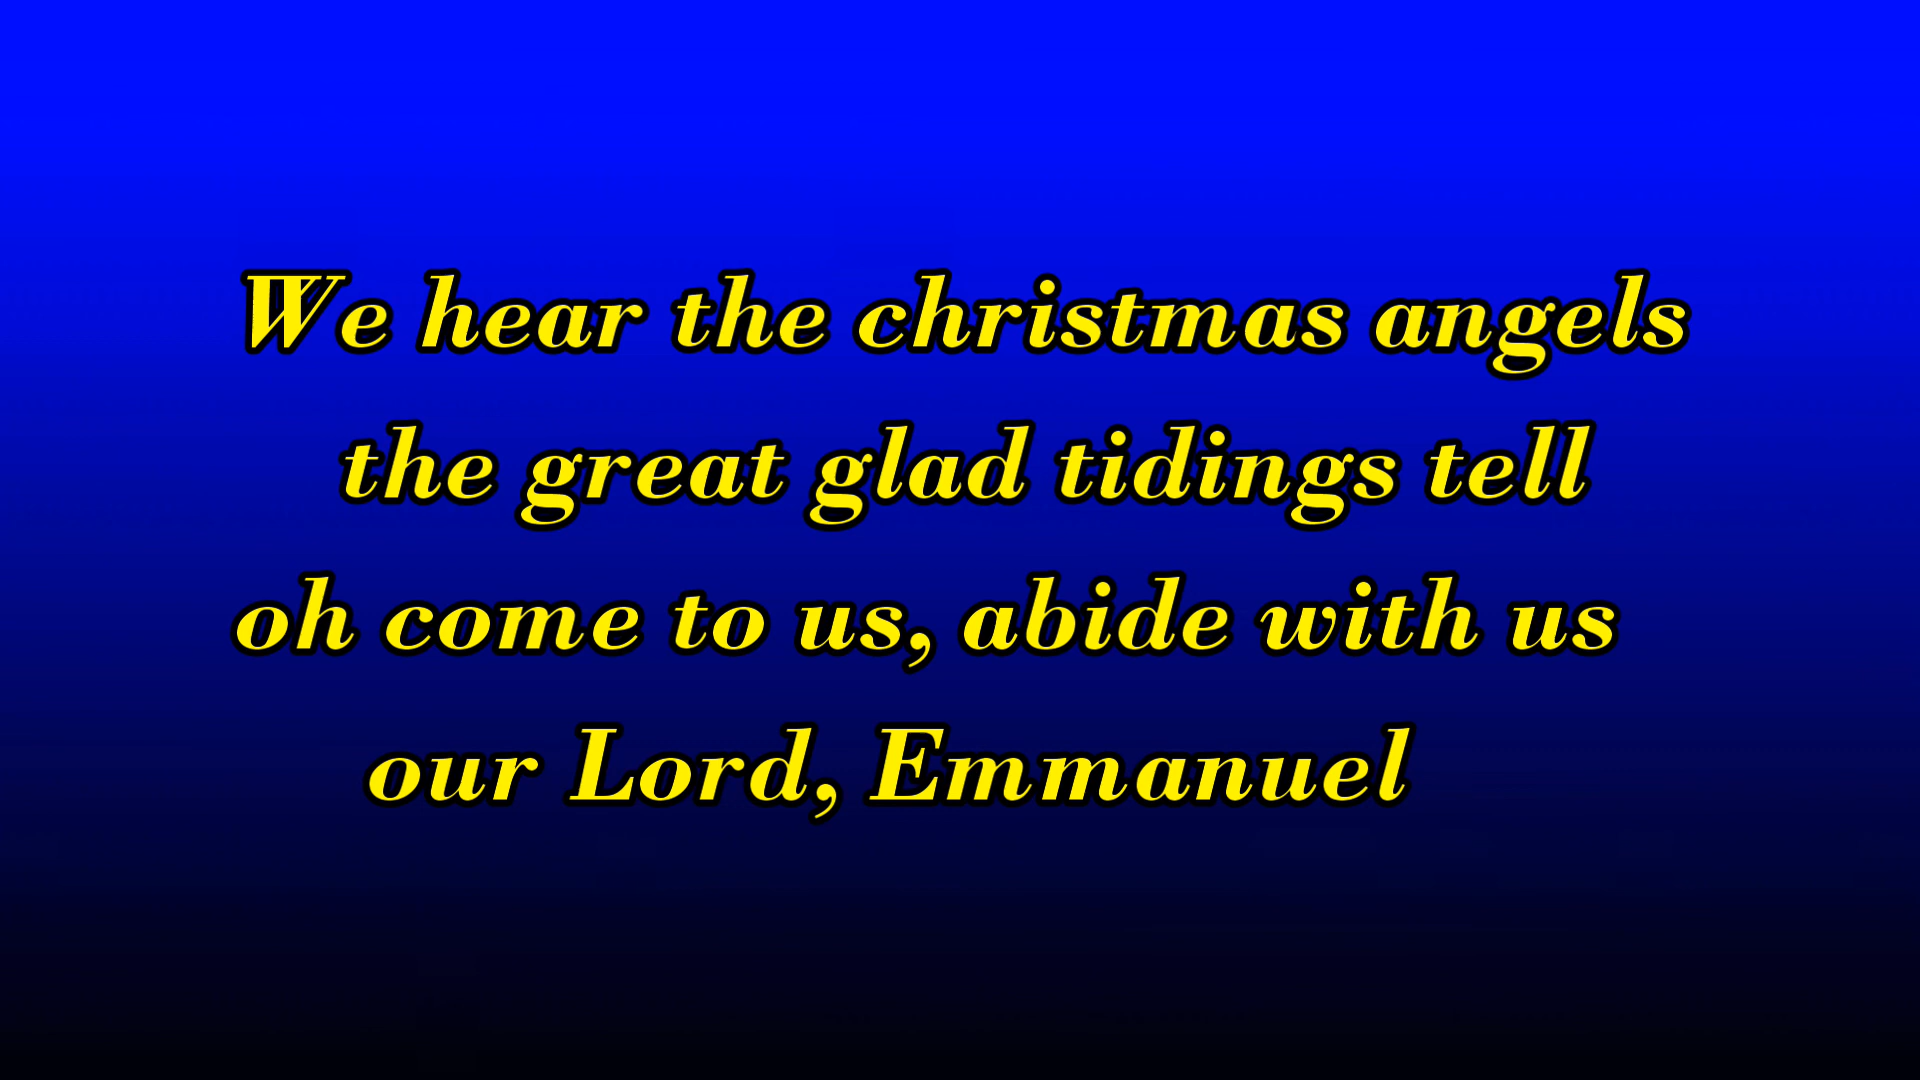 We hear the christmas angels
the great glad tidings tell
oh come to us, abide with us
our Lord, Emmanuel